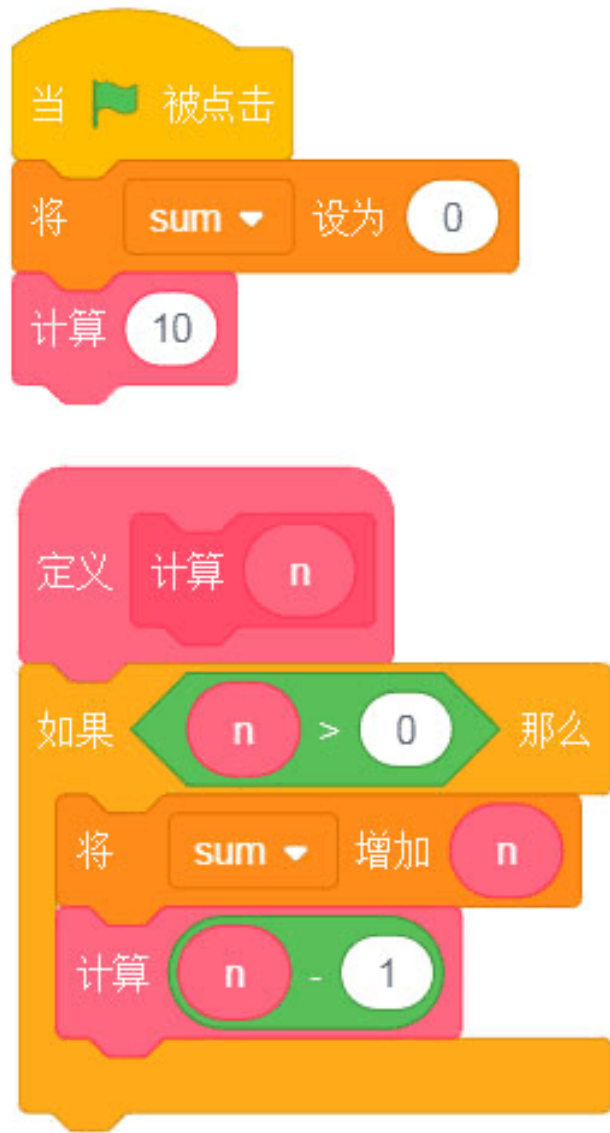 当 被点击
将 sum 设为 0
计算 10
定义 计算 n
如果 n > 0 那么
将 sum 增加 n
计算 n - 1